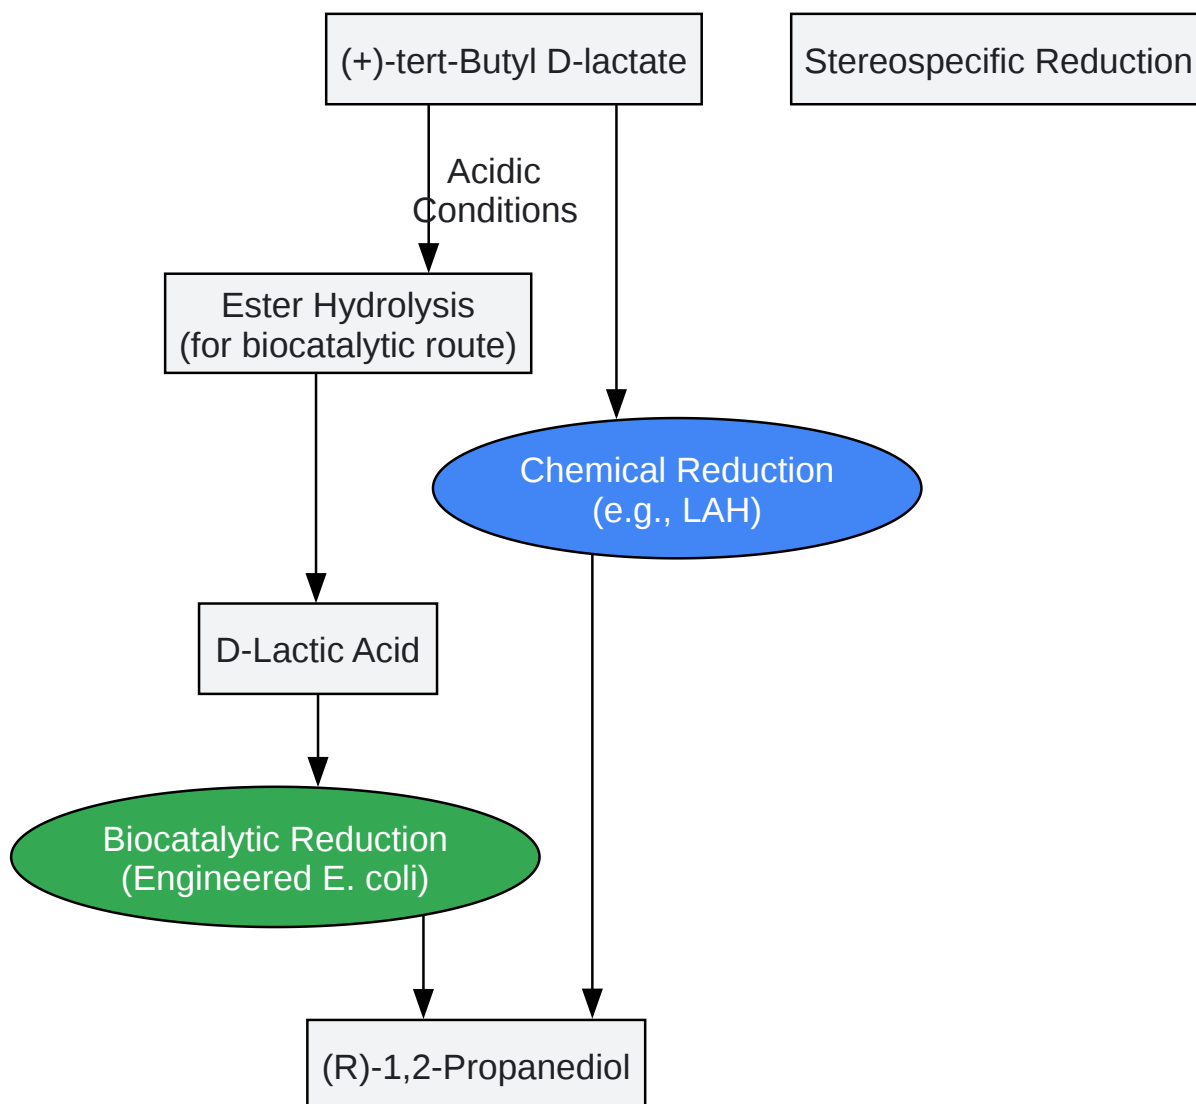 (+)-tert-Butyl D-lactate
Stereospecific Reduction
Acidic
Conditions
Ester Hydrolysis
(for biocatalytic route)
Chemical Reduction
(e.g., LAH)
D-Lactic Acid
Biocatalytic Reduction
(Engineered E. coli)
(R)-1,2-Propanediol